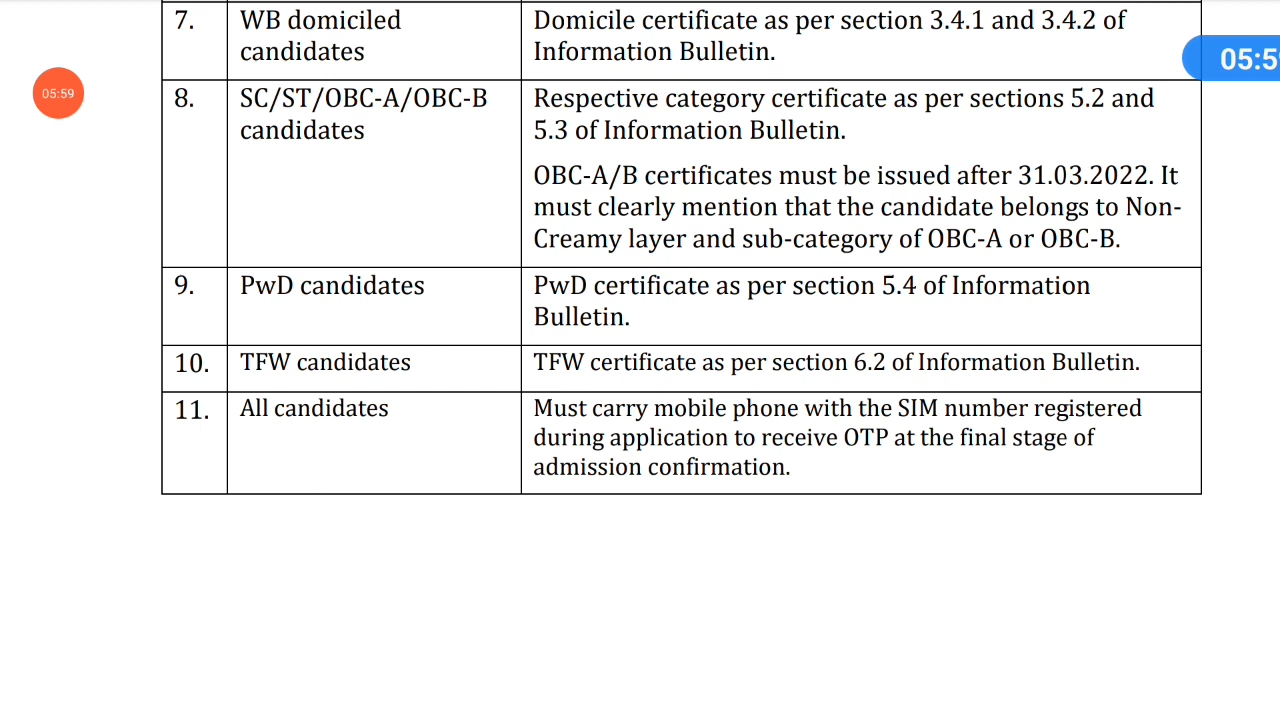 7.
WB domiciled
candidates
Domicile certificate as per section 3.4.1 and 3.4.2 of
Information Bulletin.
05:59
8.
SC/ST/OBC-A/OBC-B
candidates
Respective category certificate as per sections 5.2 and
5.3 of Information Bulletin.
OBC-A/B certificates must be issued after 31.03.2022. It
must clearly mention that the candidate belongs to Non-
Creamy layer and sub-category of OBC-A or OBC-B.
9.
PwD candidates
PwD certificate as per section 5.4 of Information
Bulletin.
10.
TFW candidates
TFW certificate as per section 6.2 of Information Bulletin.
11.
All candidates
Must carry mobile phone with the SIM number registered
during application to receive OTP at the final stage of
admission confirmation.